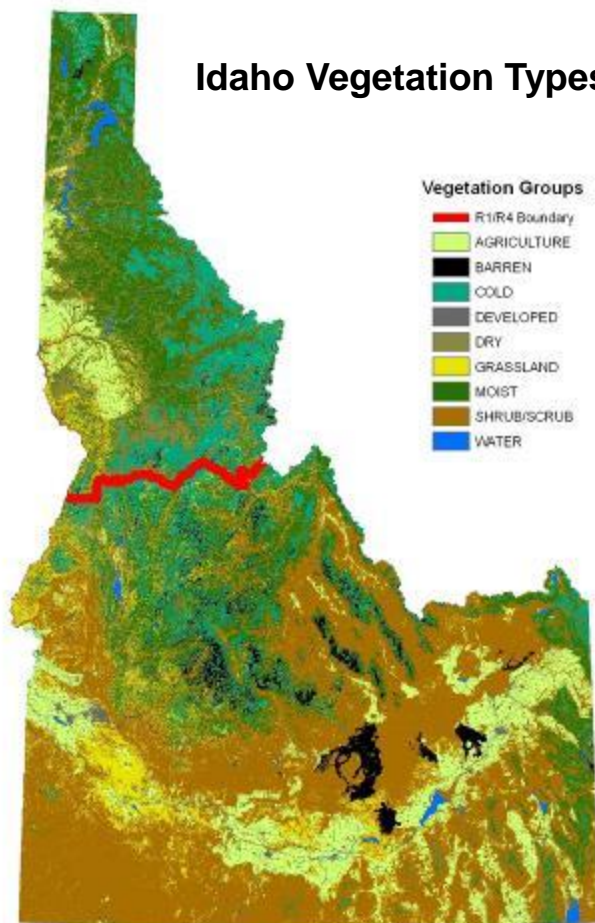 Idaho Vegetation Types
Vegetation Groups
R1/R4 Boundary
AGRICULTURE
BARREN
COLD
DEVELOPED
DRY
GRASSLAND
MOIST
SHRUB/SCRUB
WATER